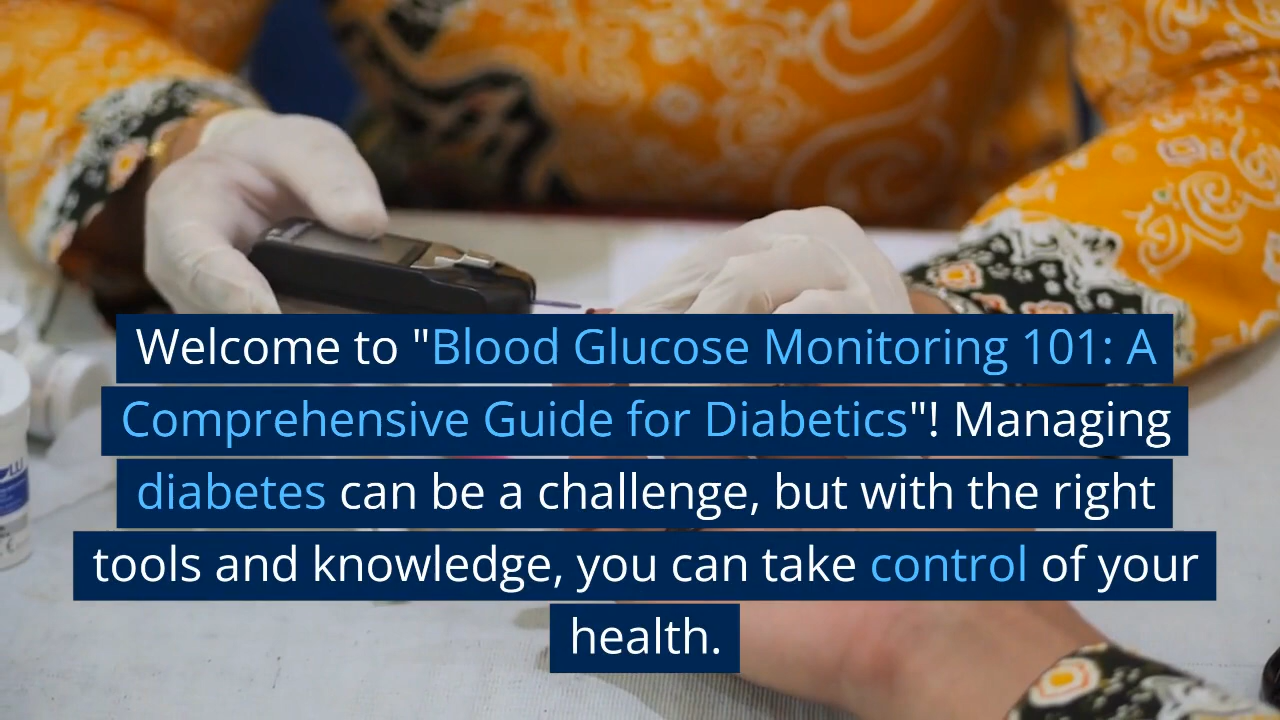 Welcome to "Blood Glucose Monitoring 101: A
Comprehensive Guide for Diabetics"! Managing
diabetes can be a challenge, but with the right
tools and knowledge, you can take control of your
health.